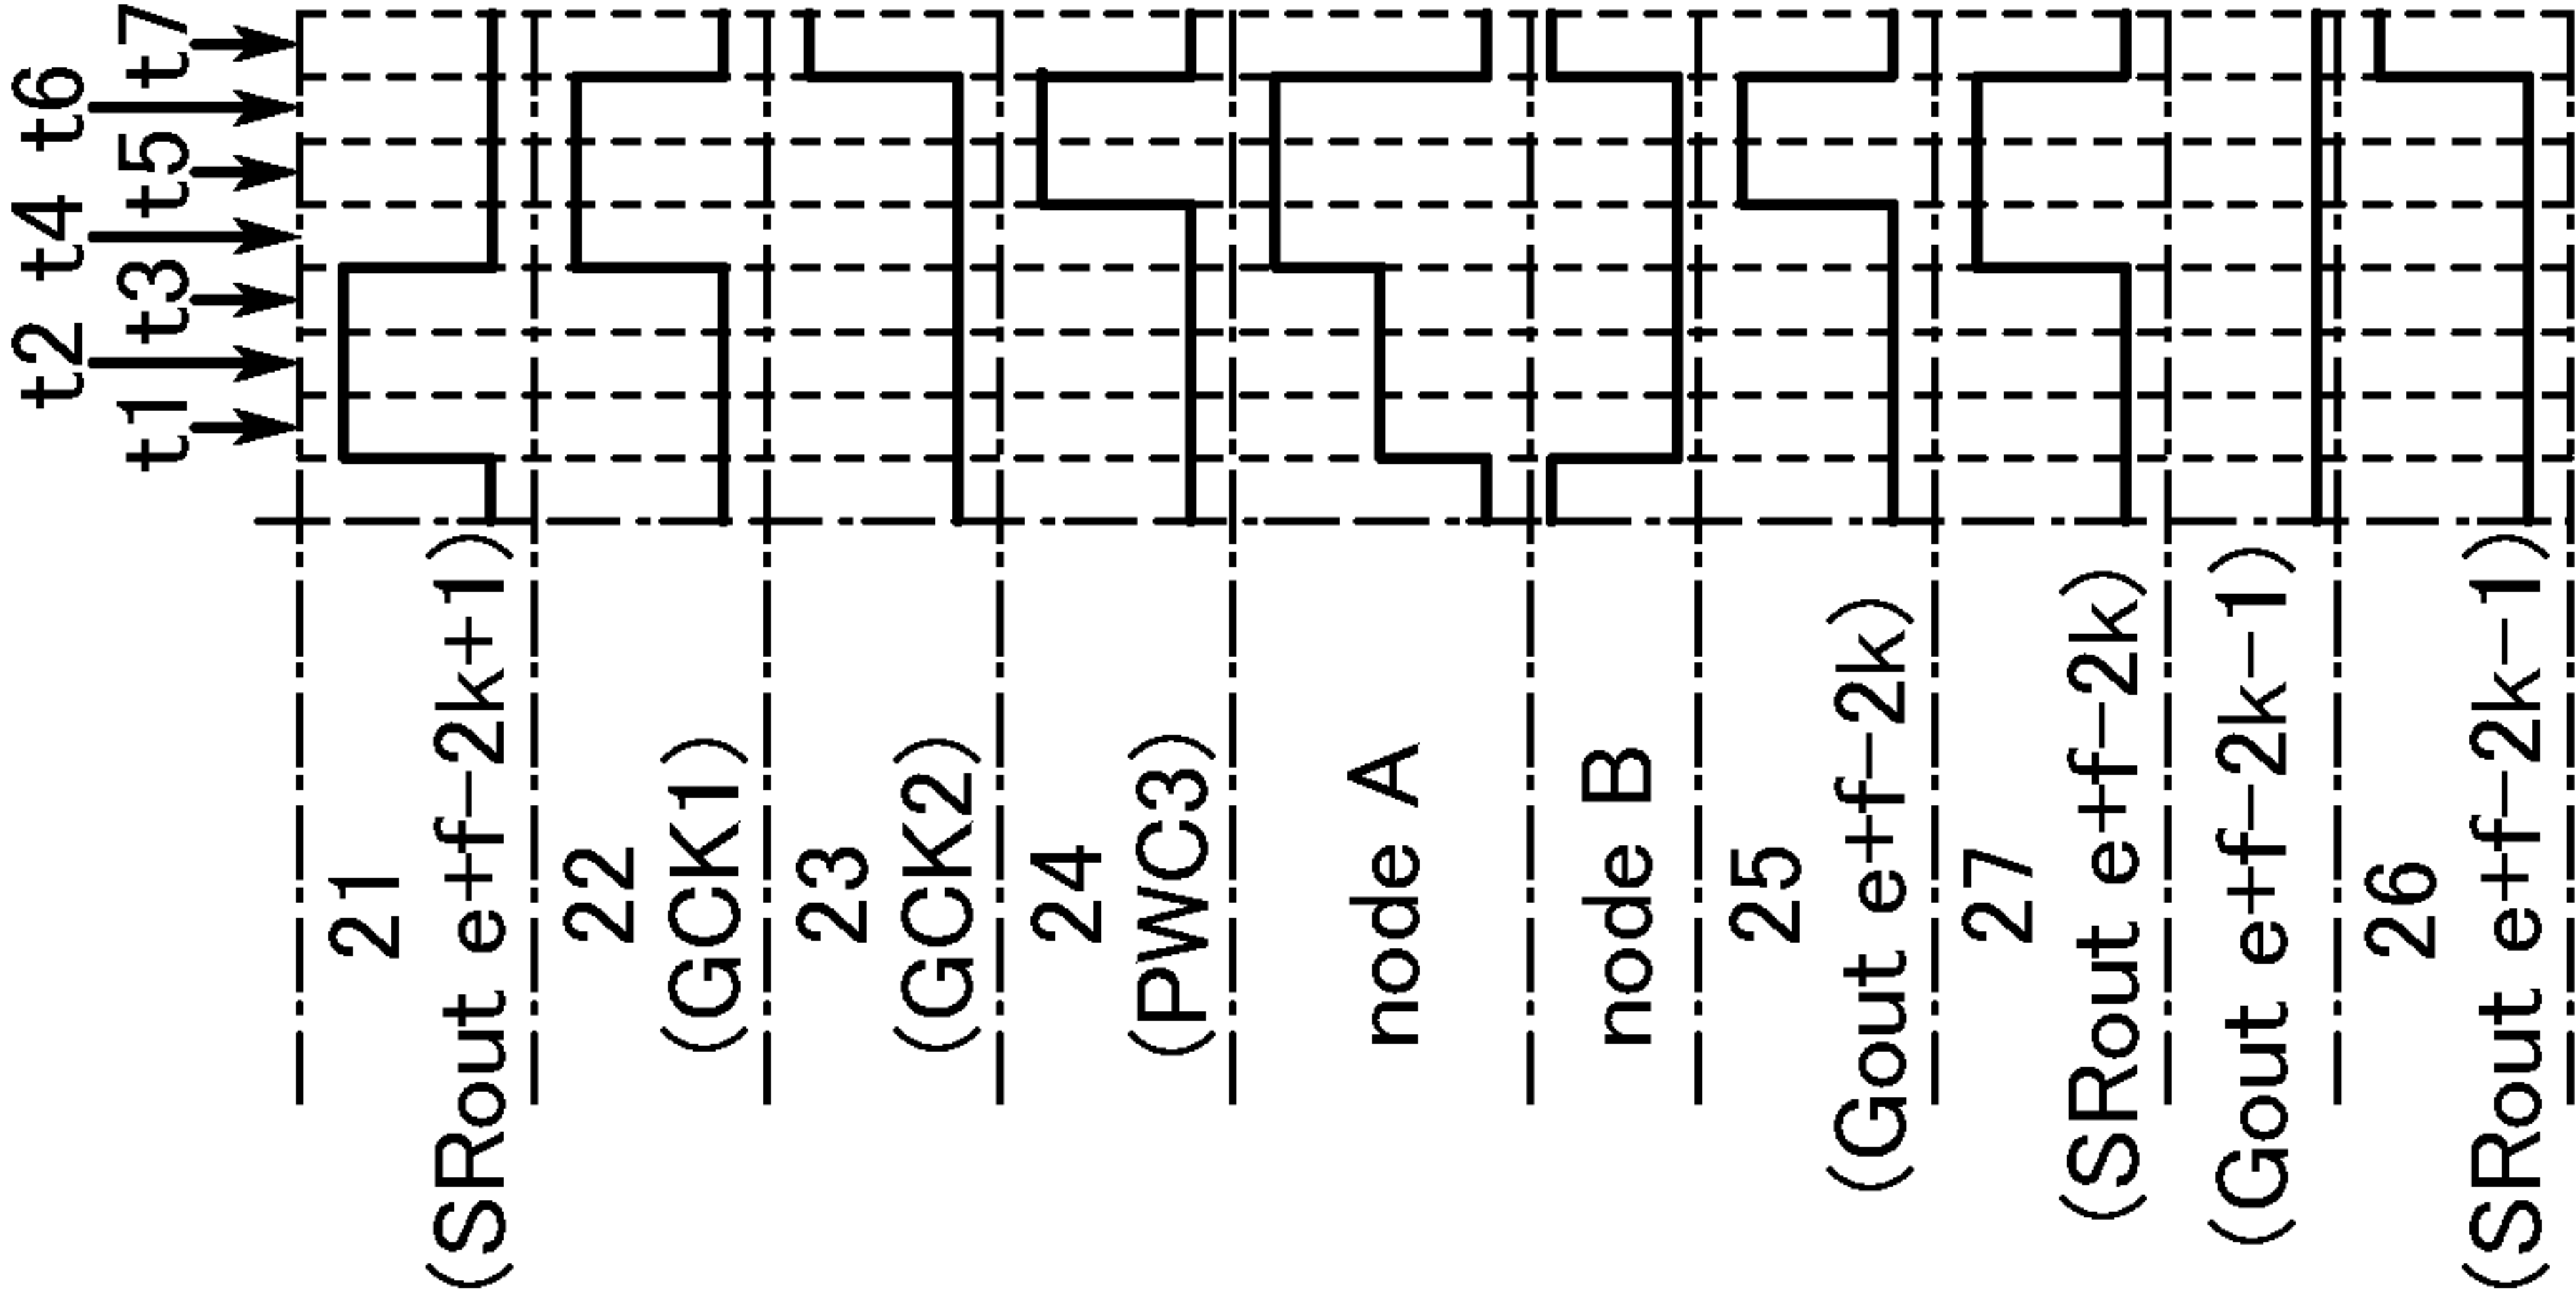 t1
t2
t3
t4
t5
t6
t7
21
(SRout e+f-2k+1)
22
(GCK1)
23
(GCK2)
24
(PWC3)
node A
node B
25
(Gout e+f-2k)
27
(SRout e+f-2k)
(Gout e+f-2k-1)
26
(SRout e+f-2k-1)